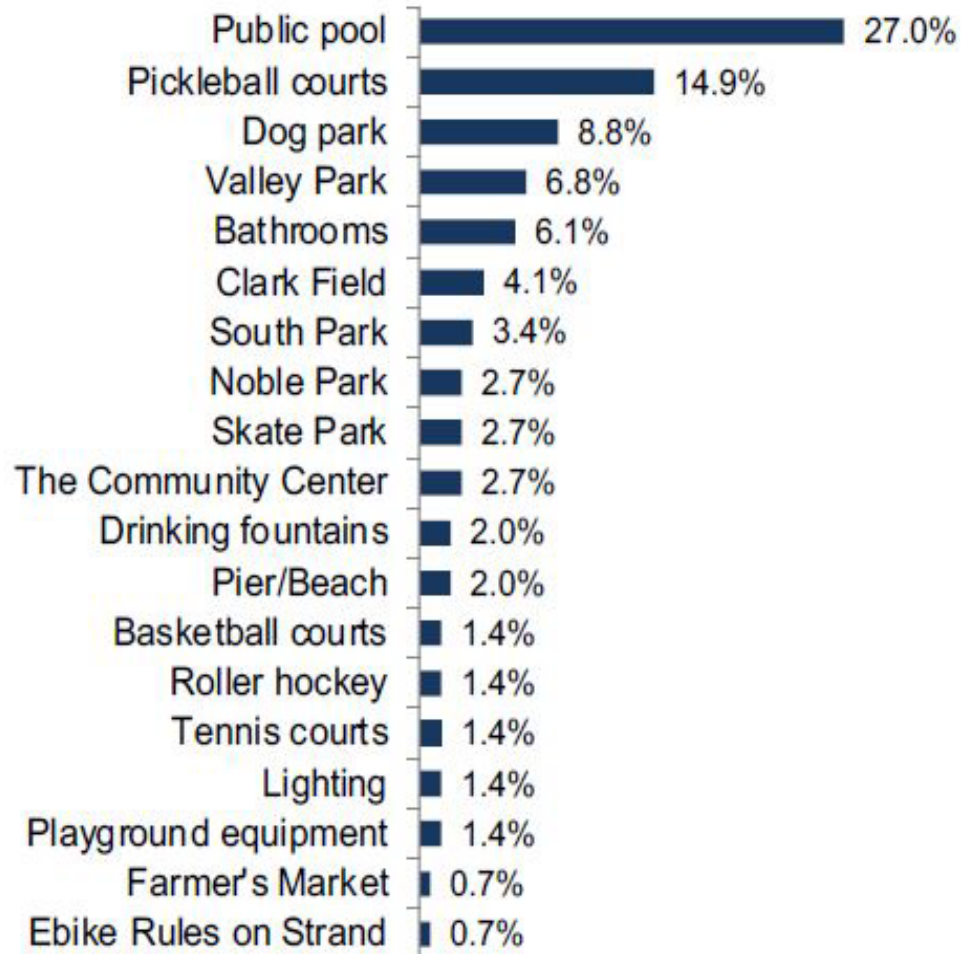 Public pool 27.0%
Pickleball courts 14.9%
Dog park 8.8%
Valley Park 6.8%
Bathrooms 6.1%
Clark Field 4.1%
South Park 3.4%
Noble Park 2.7%
Skate Park 2.7%
The Community Center 2.7%
Drinking fountains 2.0%
Pier/Beach 2.0%
Basketball courts 1.4%
Roller hockey 1.4%
Tennis courts 1.4%
Lighting 1.4%
Playground equipment 1.4%
Farmer's Market 0.7%
Ebike Rules on Strand 0.7%